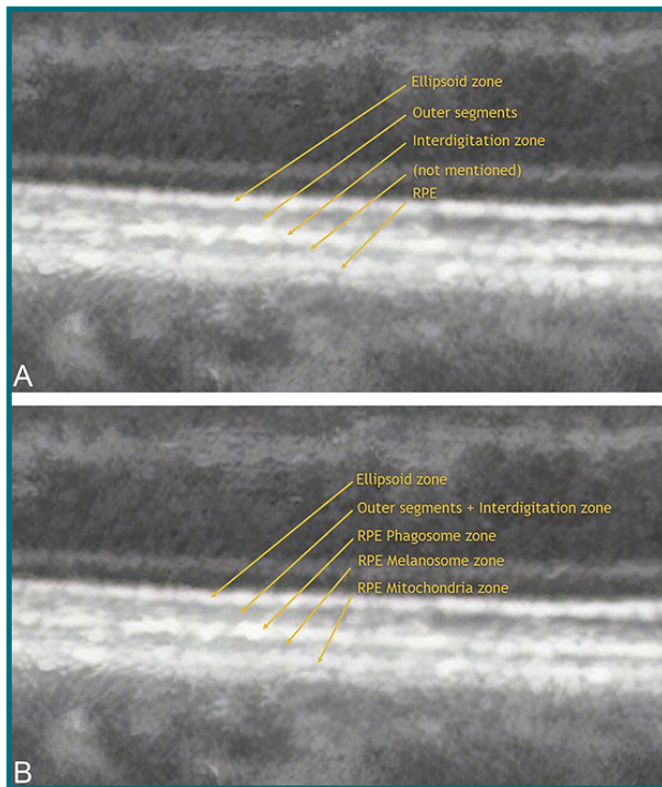 Ellipsoid zone
Outer segments
Interdigitation zone
(not mentioned)
RPE
A
Ellipsoid zone
Outer segments + Interdigitation zone
RPE Phagosome zone
RPE Melanosome zone
RPE Mitochondria zone
B